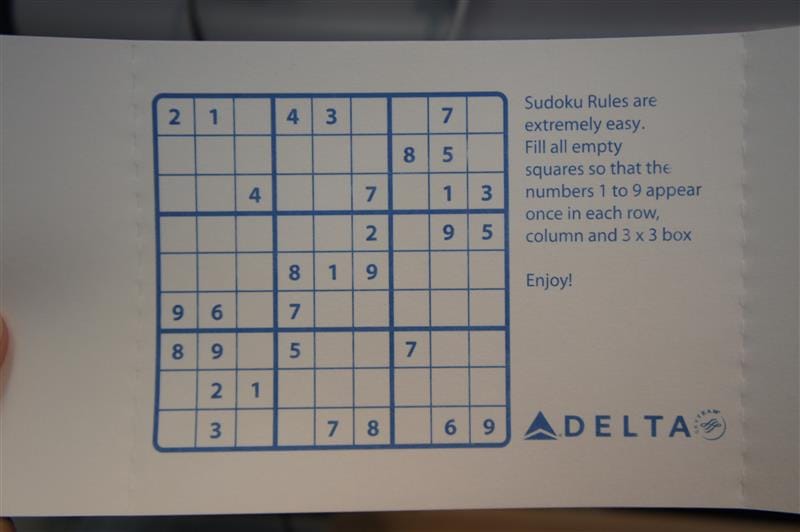 2 1 4 3 7
8 5
4 7 1 3
2 9 5
8 1 9
9 6 7
8 9 5 7
2 1
3 7 8 6 9
Sudoku Rules are
extremely easy.
Fill all empty
squares so that the
numbers 1 to 9 appear
once in each row,
column and 3 x 3 box
Enjoy!
DELTA
SKYTEAM